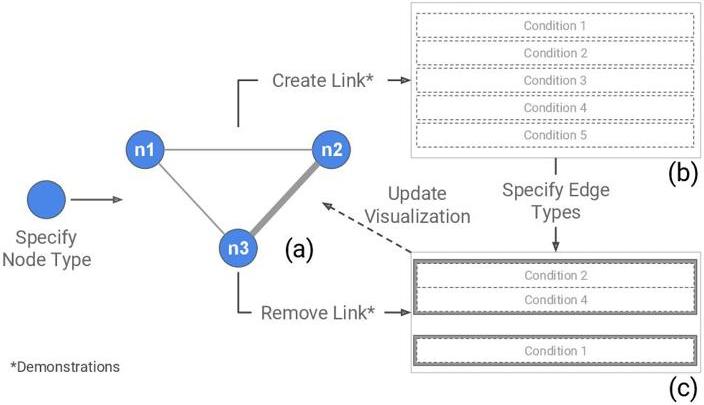 Condition 1
Condition 2
Create Link*
Condition 3
Condition 4
Condition 5
n1
n2
(b)
Update
Visualization
Specify Edge
Types
Specify
Node Type
n3
(a)
Condition 2
Condition 4
Remove Link*
Condition 1
*Demonstrations
(c)